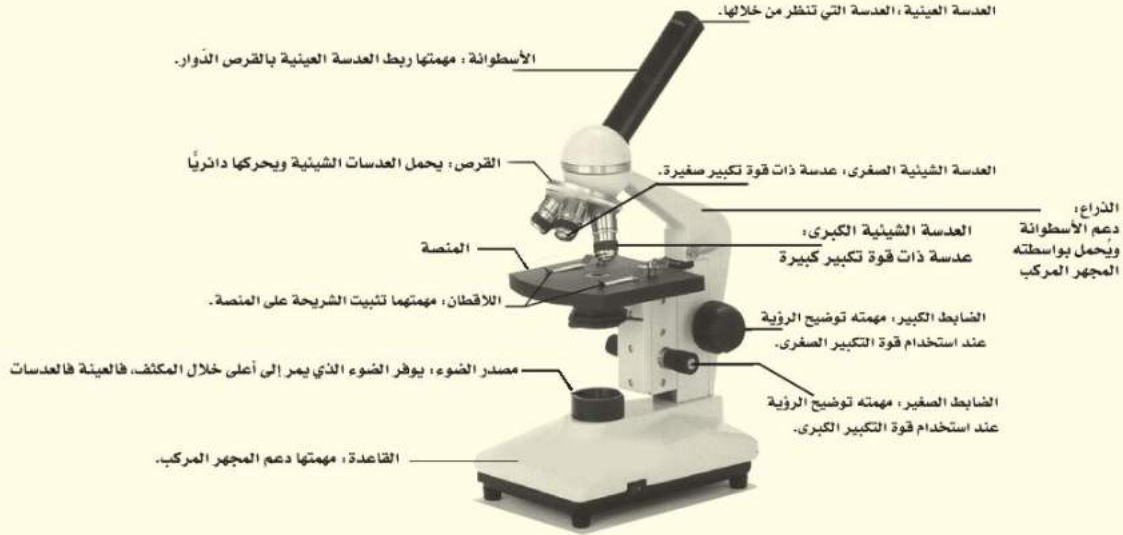 العدسة العينية: العدسة التي تنظر من خلالها.
الأسطوانة: مهمتها ربط العدسة العينية بالقرص الدّوار.
القرص: يحمل العدسات الشيئية ويحركها دائريًّا
العدسة الشيئية الصغرى: عدسة ذات قوة تكبير صغيرة.
الذراع:
دعم الأسطوانة
ويُحمل بواسطته
المجهر المركب
العدسة الشيئية الكبرى:
عدسة ذات قوة تكبير كبيرة
المنصة
اللاقطان: مهمتهما تثبيت الشريحة على المنصة.
الضابط الكبير: مهمته توضيح الرؤية
عند استخدام قوة التكبير الصغرى.
مصدر الضوء: يوفر الضوء الذي يمر إلى أعلى خلال المكثف، فالعينة فالعدسات
الضابط الصغير: مهمته توضيح الرؤية
عند استخدام قوة التكبير الكبرى.
القاعدة: مهمتها دعم المجهر المركب.